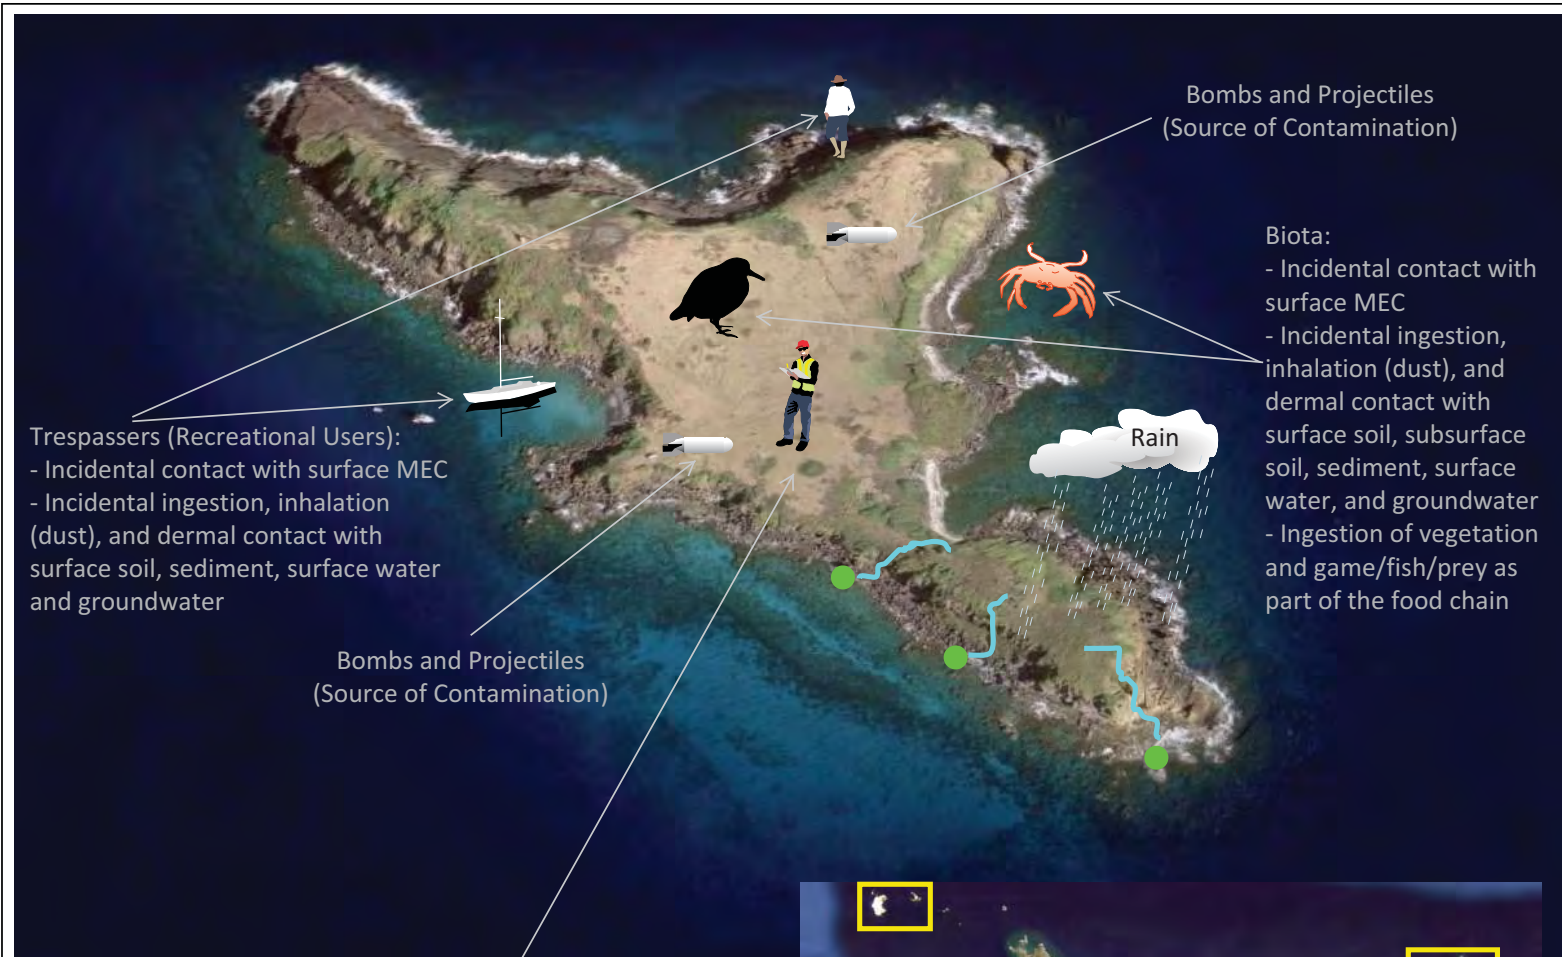 Bombs and Projectiles
(Source of Contamination)
Biota:
- Incidental contact with
surface MEC
- Incidental ingestion,
inhalation (dust), and
dermal contact with
surface soil, subsurface
soil, sediment, surface
water, and groundwater
- Ingestion of vegetation
and game/fish/prey as
part of the food chain
Rain
Trespassers (Recreational Users):
- Incidental contact with surface MEC
- Incidental ingestion, inhalation
(dust), and dermal contact with
surface soil, sediment, surface water
and groundwater
Bombs and Projectiles
(Source of Contamination)